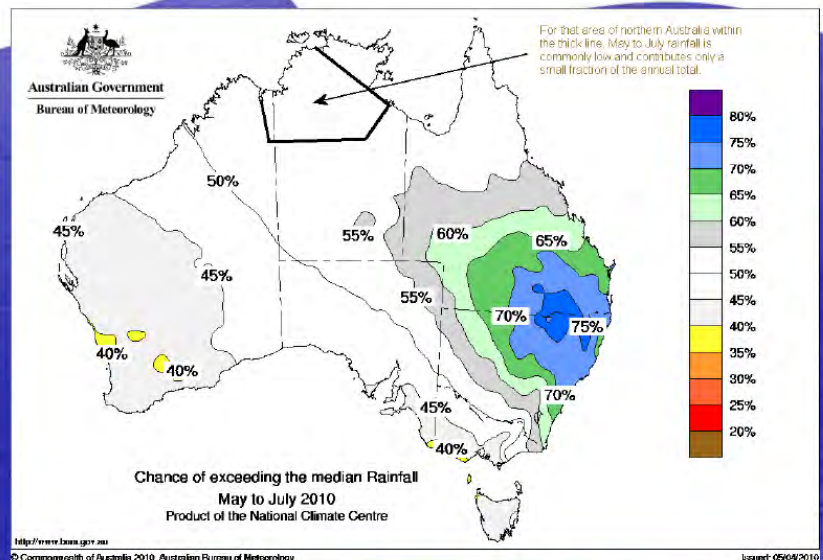 For that area of northern Australia within
the thick line, May to July rainfall is
commonly low and contributes only a
small fraction of the annual total.
Australian Government
Bureau of Meteorology
80%
75%
70%
65%
60%
55%
50%
45%
40%
35%
30%
25%
20%
50%
45%
55%
60%
65%
45%
55%
70%
75%
40%
40%
70%
45%
40%
Chance of exceeding the median Rainfall
May to July 2010
Product of the National Climate Centre
http://www.bom.gov.au
© Commonwealth of Australia 2010 Australian Bureau of Meteorology
Issued: 05/04/2010